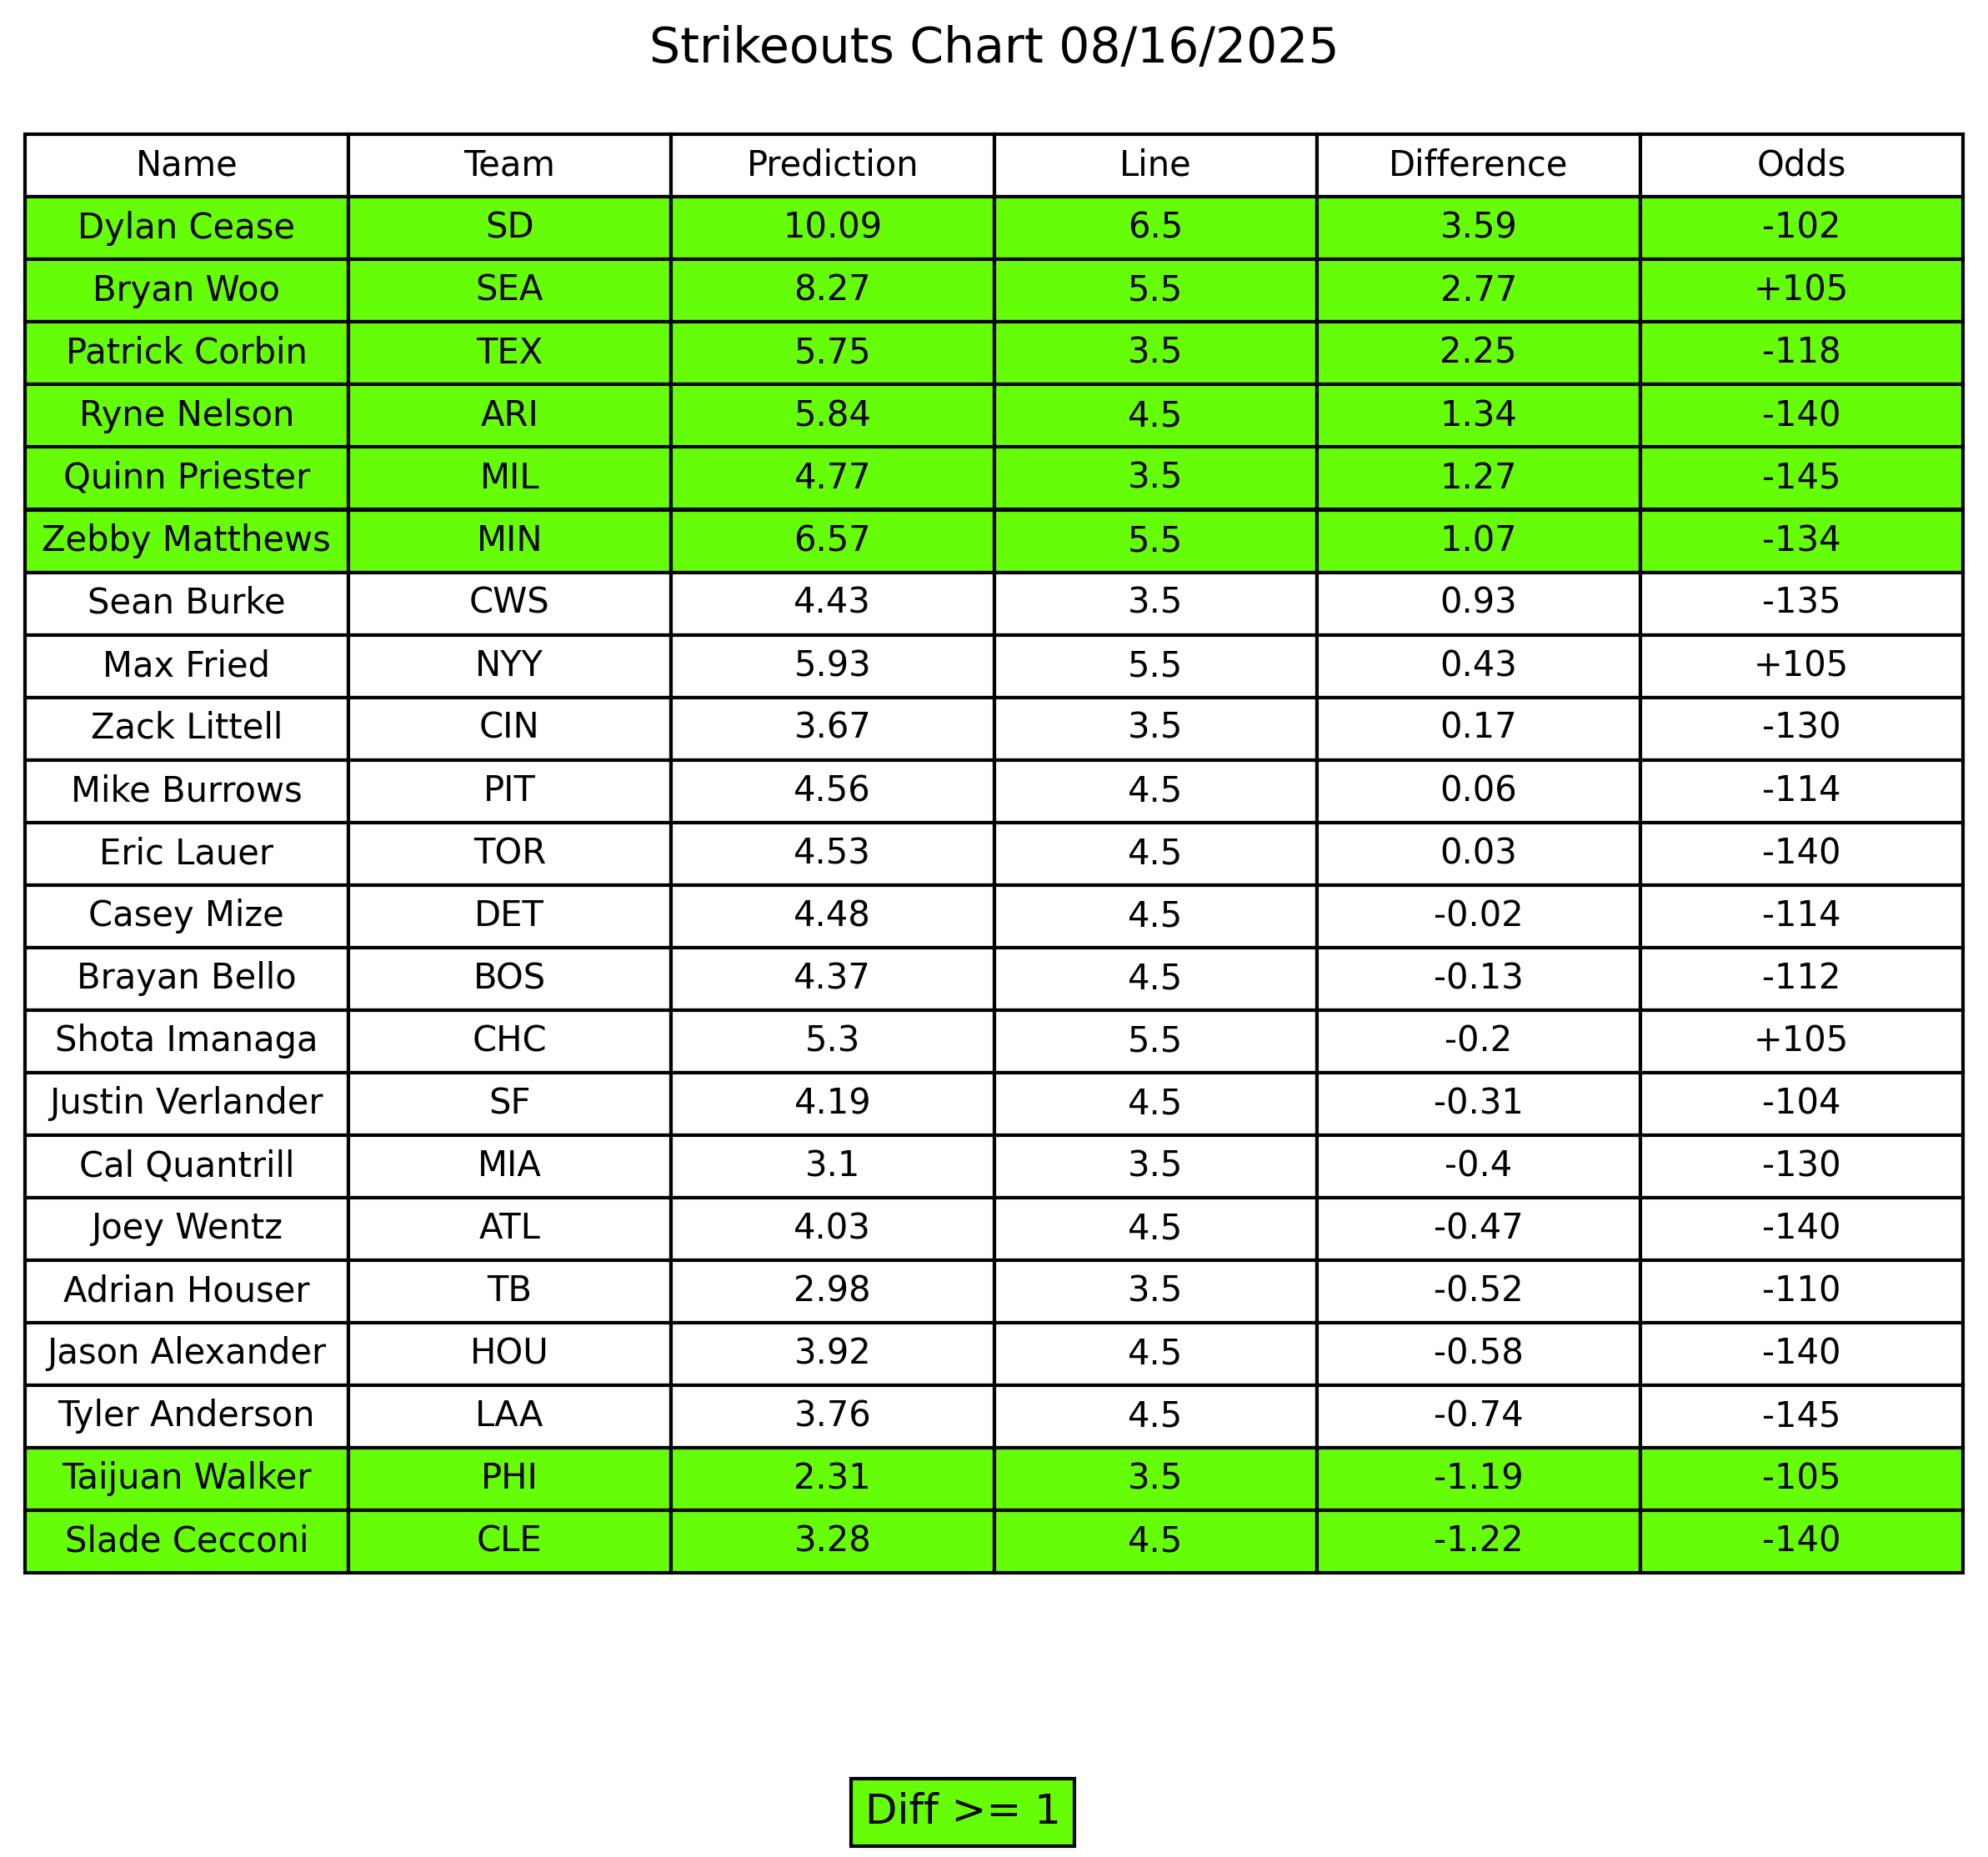 Strikeouts Chart 08/16/2025
Name Team Prediction Line Difference Odds
Dylan Cease SD 10.09 6.5 3.59 -102
Bryan Woo SEA 8.27 5.5 2.77 +105
Patrick Corbin TEX 5.75 3.5 2.25 -118
Ryne Nelson ARI 5.84 4.5 1.34 -140
Quinn Priester MIL 4.77 3.5 1.27 -145
Zebby Matthews MIN 6.57 5.5 1.07 -134
Sean Burke CWS 4.43 3.5 0.93 -135
Max Fried NYY 5.93 5.5 0.43 +105
Zack Littell CIN 3.67 3.5 0.17 -130
Mike Burrows PIT 4.56 4.5 0.06 -114
Eric Lauer TOR 4.53 4.5 0.03 -140
Casey Mize DET 4.48 4.5 -0.02 -114
Brayan Bello BOS 4.37 4.5 -0.13 -112
Shota Imanaga CHC 5.3 5.5 -0.2 +105
Justin Verlander SF 4.19 4.5 -0.31 -104
Cal Quantrill MIA 3.1 3.5 -0.4 -130
Joey Wentz ATL 4.03 4.5 -0.47 -140
Adrian Houser TB 2.98 3.5 -0.52 -110
Jason Alexander HOU 3.92 4.5 -0.58 -140
Tyler Anderson LAA 3.76 4.5 -0.74 -145
Taijuan Walker PHI 2.31 3.5 -1.19 -105
Slade Cecconi CLE 3.28 4.5 -1.22 -140
Diff >= 1